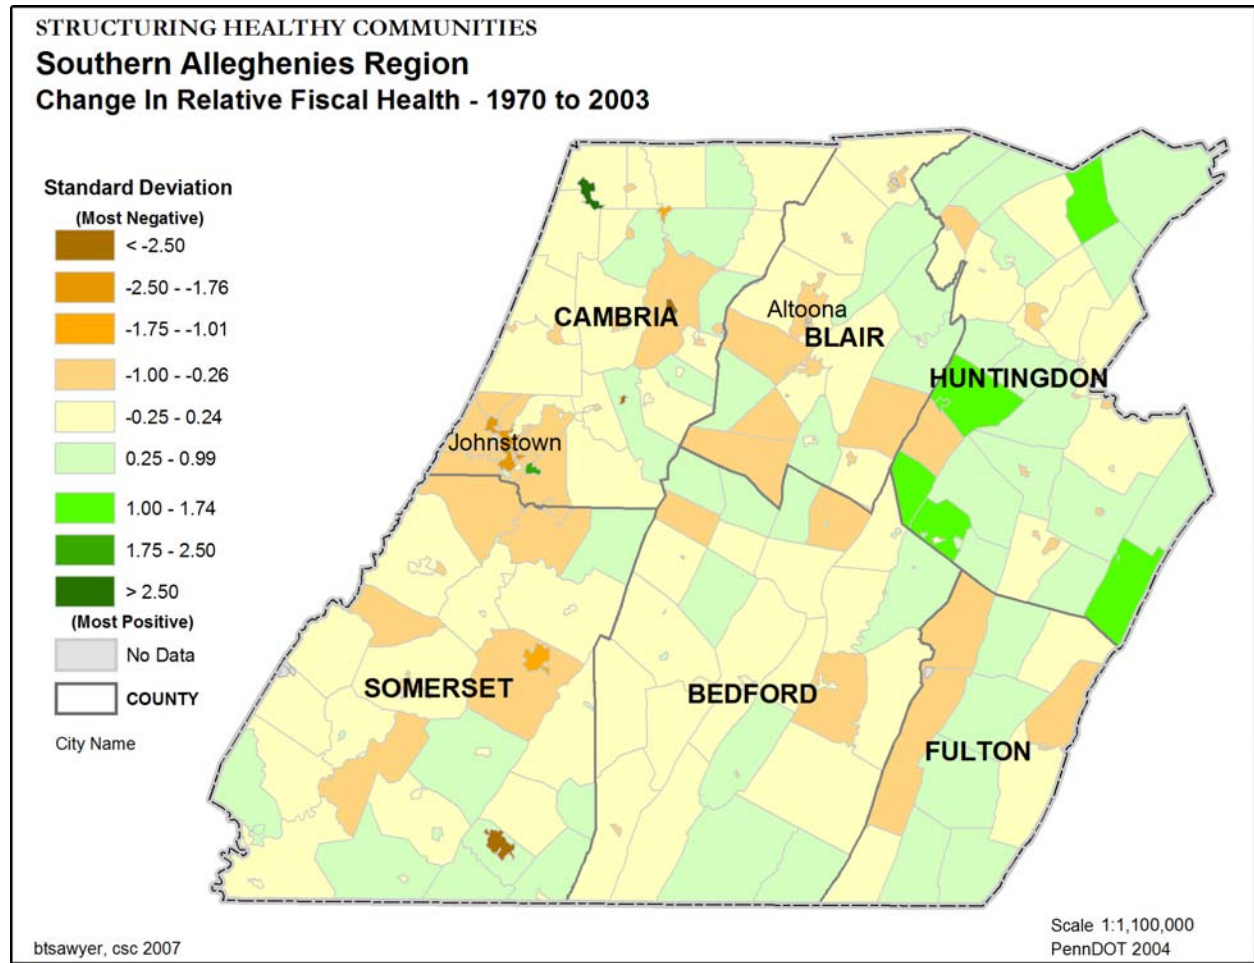 STRUCTURING HEALTHY COMMUNITIES
Southern Alleghenies Region
Change In Relative Fiscal Health - 1970 to 2003
Standard Deviation
(Most Negative)
< -2.50
-2.50 - -1.76
-1.75 - -1.01
-1.00 - -0.26
-0.25 - 0.24
0.25 - 0.99
1.00 - 1.74
1.75 - 2.50
> 2.50
(Most Positive)
No Data
COUNTY
City Name
CAMBRIA
Altoona
BLAIR
HUNTINGDON
Johnstown
SOMERSET
BEDFORD
FULTON
btsawyer, csc 2007
Scale 1:1,100,000
PennDOT 2004